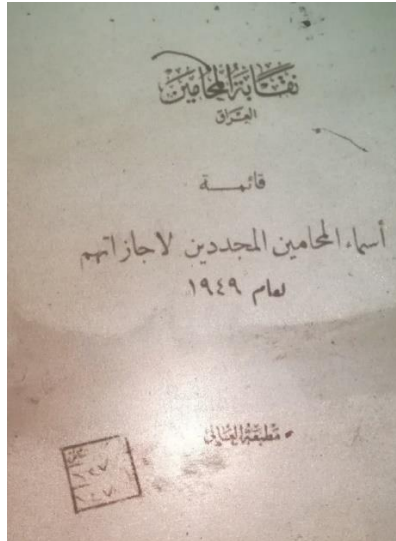 نقابة المحامين
العراق
قائمة
أسماء المحامين المجددين لاجازاتهم
لعام ١٩٤٩
مطبعة العاني